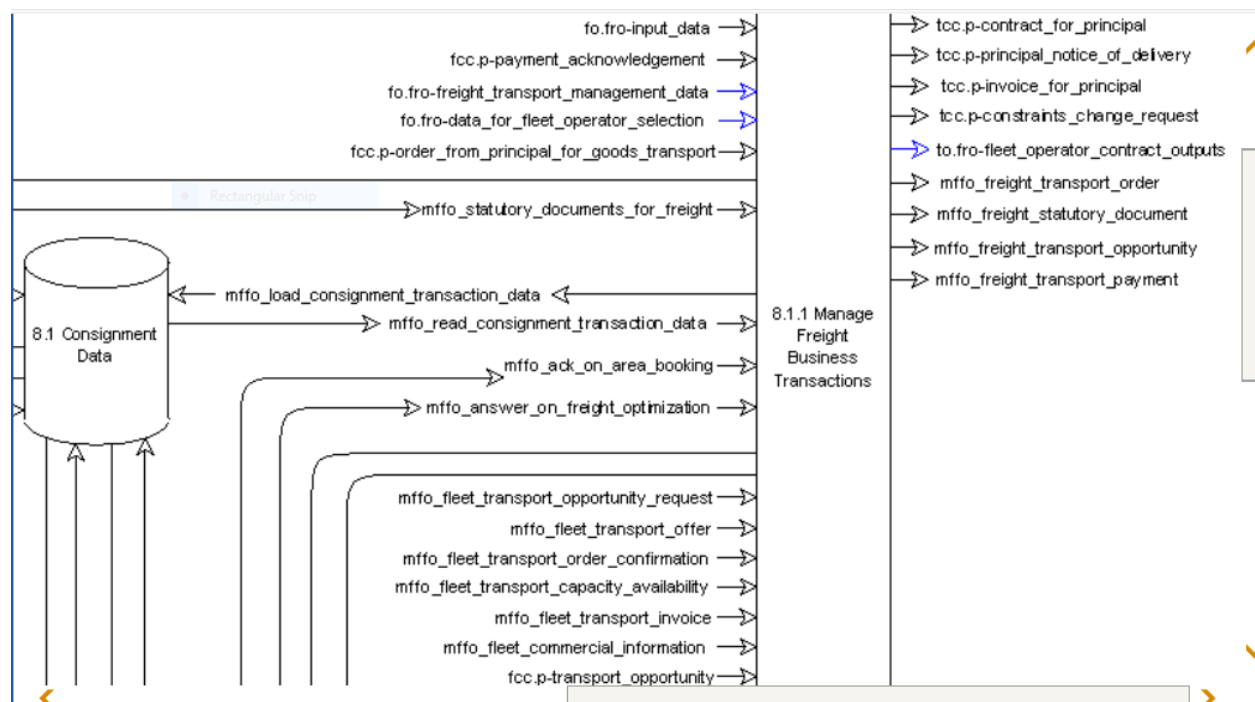 fo.fro-input_data
fcc.p-payment_acknowledgement
fo.fro-freight_transport_management_data
fo.fro-data_for_fleet_operator_selection
fcc.p-order_from_principal_for_goods_transport
Rectangular Snip
mffo_statutory_documents_for_freight
mffo_load_consignment_transaction_data
mffo_read_consignment_transaction_data
8.1 Consignment
Data
mffo_ack_on_area_booking
mffo_answer_on_freight_optimization
mffo_fleet_transport_opportunity_request
mffo_fleet_transport_offer
mffo_fleet_transport_order_confirmation
mffo_fleet_transport_capacity_availability
mffo_fleet_transport_invoice
mffo_fleet_commercial_information
fcc.p-transport_opportunity
8.1.1 Manage
Freight
Business
Transactions
tcc.p-contract_for_principal
tcc.p-principal_notice_of_delivery
tcc.p-invoice_for_principal
tcc.p-constraints_change_request
to.fro-fleet_operator_contract_outputs
mffo_freight_transport_order
mffo_freight_statutory_document
mffo_freight_transport_opportunity
mffo_freight_transport_payment